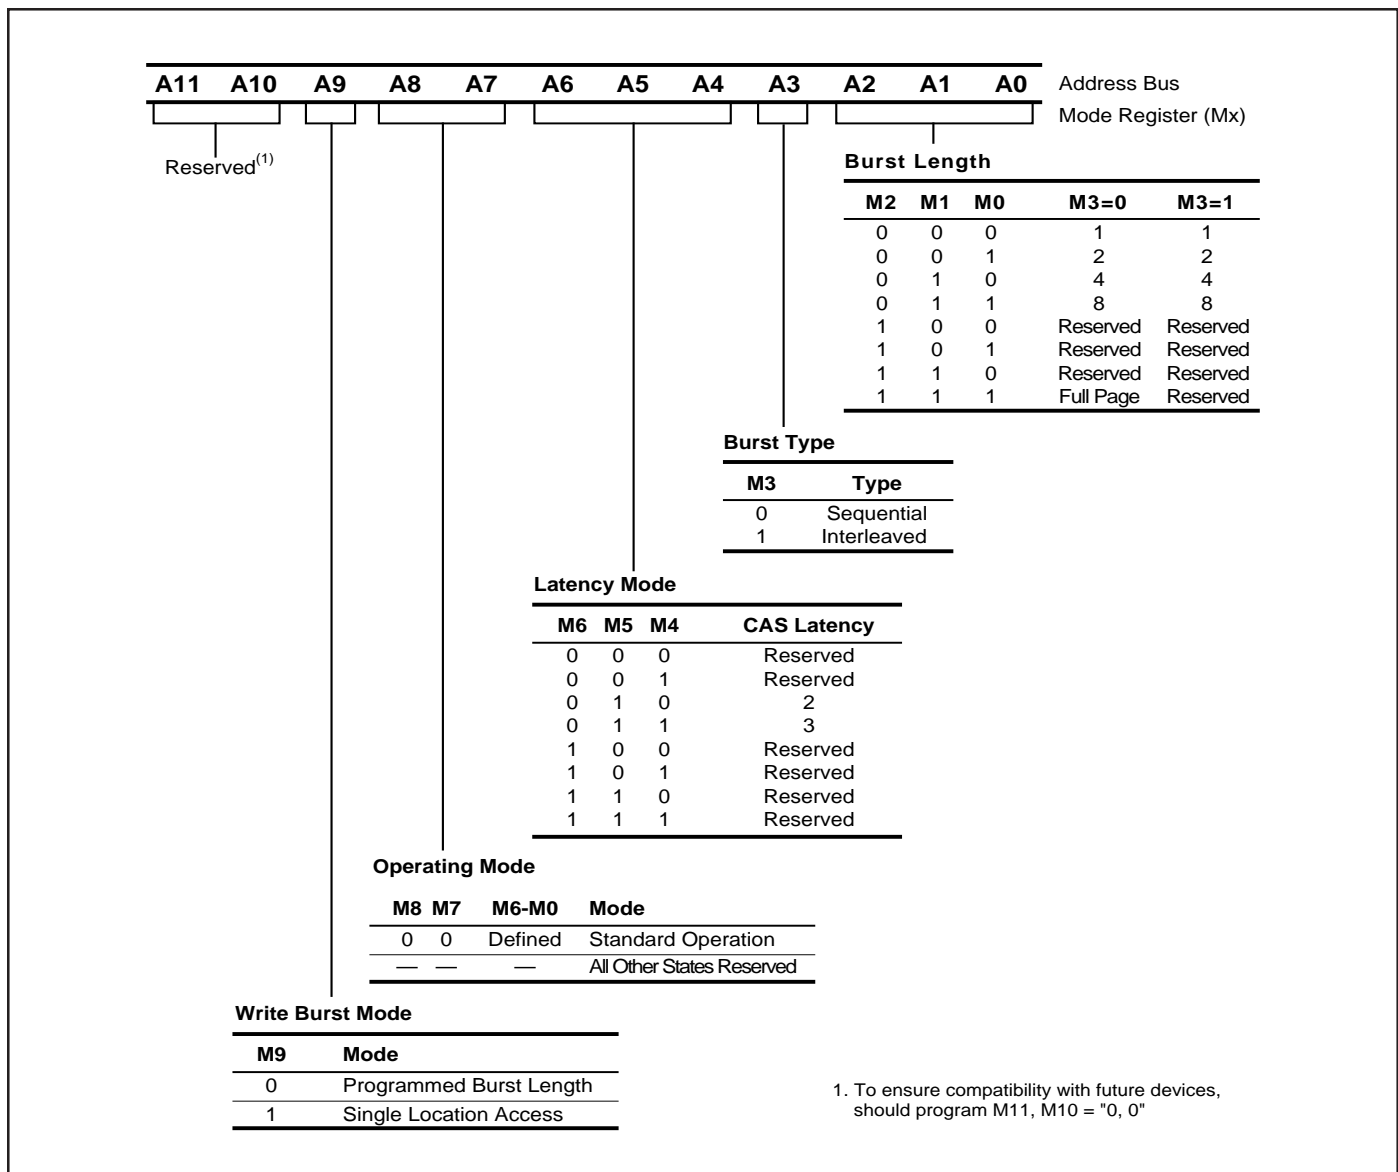 A11 A10 A9 A8 A7 A6 A5 A4 A3 A2 A1 A0 Address Bus
Mode Register (Mx)
Reserved(1)
Burst Length
M2 M1 M0 M3=0 M3=1
0 0 0 1 1
0 0 1 2 2
0 1 0 4 4
0 1 1 8 8
1 0 0 Reserved Reserved
1 0 1 Reserved Reserved
1 1 0 Reserved Reserved
1 1 1 Full Page Reserved
Burst Type
M3 Type
0 Sequential
1 Interleaved
Latency Mode
M6 M5 M4 CAS Latency
0 0 0 Reserved
0 0 1 Reserved
0 1 0 2
0 1 1 3
1 0 0 Reserved
1 0 1 Reserved
1 1 0 Reserved
1 1 1 Reserved
Operating Mode
M8 M7 M6-M0 Mode
0 0 Defined Standard Operation
— — — All Other States Reserved
Write Burst Mode
M9 Mode
0 Programmed Burst Length
1 Single Location Access
1. To ensure compatibility with future devices,
should program M11, M10 = "0, 0"